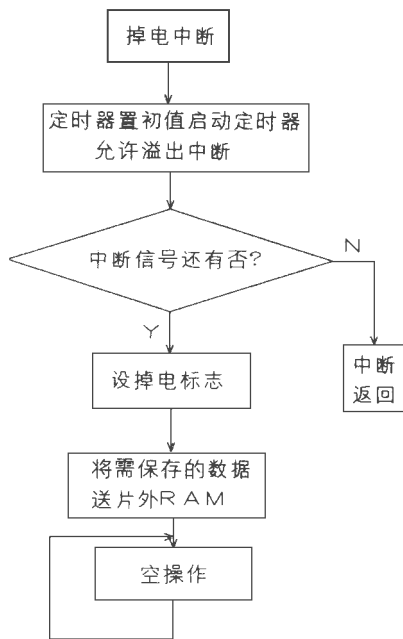 掉电中断
定时器置初值启动定时器
允许溢出中断
中断信号还有否?
N
Y
设掉电标志
中断
返回
将需保存的数据
送片外RAM
空操作